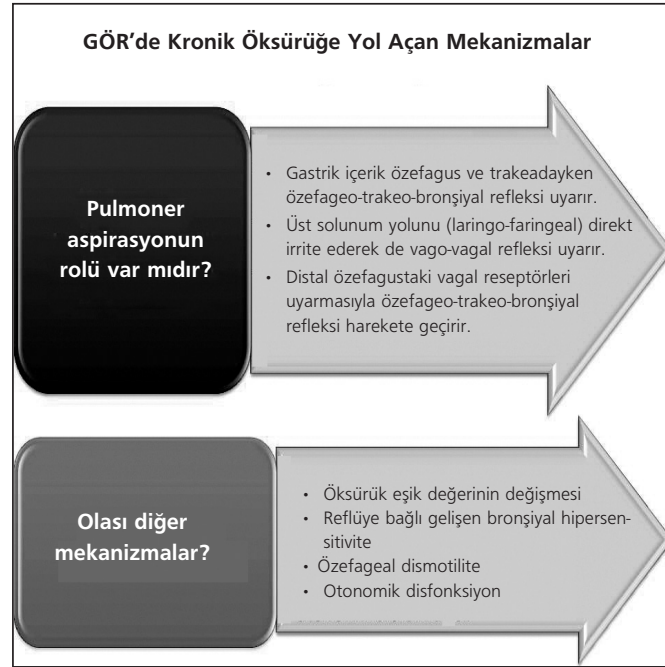 GÖR’de Kronik Öksürüğe Yol Açan Mekanizmalar
Pulmoner
aspirasyonun
rolü var mıdır?
• Gastrik içerik özefagus ve trakeadayken
özefageo-trakeo-bronşiyal refleksi uyarır.
• Üst solunum yolunu (laringo-faringeal) direkt
irrite ederek de vago-vagal refleksi uyarır.
• Distal özefagustaki vagal reseptörleri
uyarmasıyla özefageo-trakeo-bronşiyal
refleksi harekete geçirir.
Olası diğer
mekanizmalar?
• Öksürük eşik değerinin değişmesi
• Reflüye bağlı gelişen bronşiyal hipersen-
sitivite
• Özefageal dismotilite
• Otonomik disfonksiyon